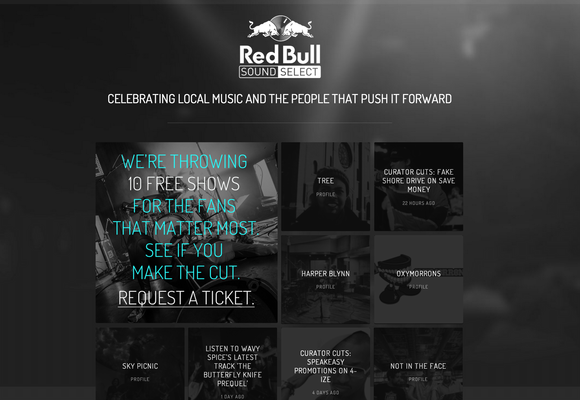 Red Bull
SOUND SELECT
CELEBRATING LOCAL MUSIC AND THE PEOPLE THAT PUSH IT FORWARD
WE'RE THROWING
10 FREE SHOWS
FOR THE FANS
THAT MATTER MOST.
SEE IF YOU
MAKE THE CUT.
REQUEST A TICKET.
TREE
PROFILE
CURATOR CUTS: FAKE
SHORE DRIVE ON SAVE
MONEY
22 HOURS AGO
HARPER BLYNN
PROFILE
OXYMORRONS
PROFILE
SKY PICNIC
PROFILE
LISTEN TO WAVY
SPICE'S LATEST
TRACK 'THE
BUTTERFLY KNIFE
PREQUEL'
1 DAY AGO
CURATOR CUTS:
SPEAKEASY
PROMOTIONS ON 4-
IZE
4 DAYS AGO
NOT IN THE FACE
PROFILE